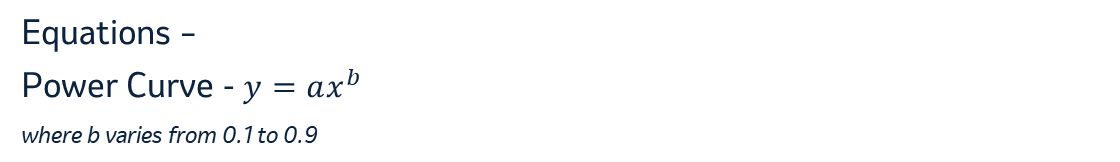 Equations –
Power Curve - y = ax^b
where b varies from 0.1 to 0.9